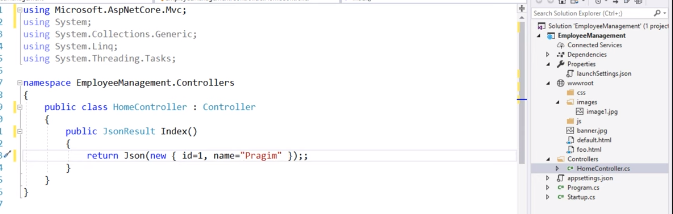 using Microsoft.AspNetCore.Mvc;
using System;
using System.Collections.Generic;
using System.Linq;
using System.Threading.Tasks;
namespace EmployeeManagement.Controllers
{
public class HomeController : Controller
{
public JsonResult Index()
{
return Json(new { id=1, name="Pragim" });;
}
}
}
Search Solution Explorer (Ctrl+;)
Solution 'EmployeeManagement' (1 project
EmployeeManagement
Connected Services
Dependencies
Properties
launchSettings.json
wwwroot
css
images
image1.jpg
js
banner.jpg
default.html
foo.html
Controllers
C# HomeController.cs
appsettings.json
C# Program.cs
C# Startup.cs